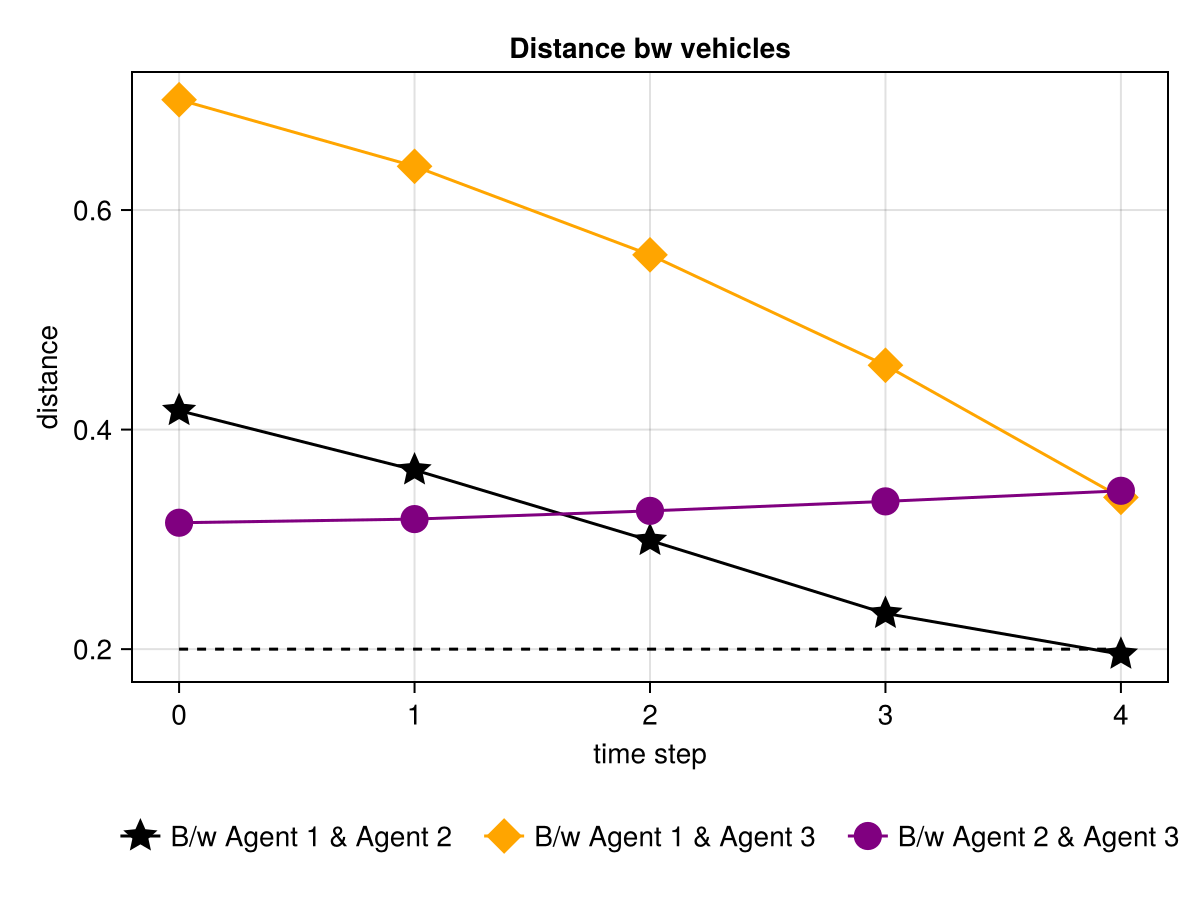 Distance bw vehicles
distance
0.6
0.4
0.2
0 1 2 3 4
time step
B/w Agent 1 & Agent 2 B/w Agent 1 & Agent 3 B/w Agent 2 & Agent 3